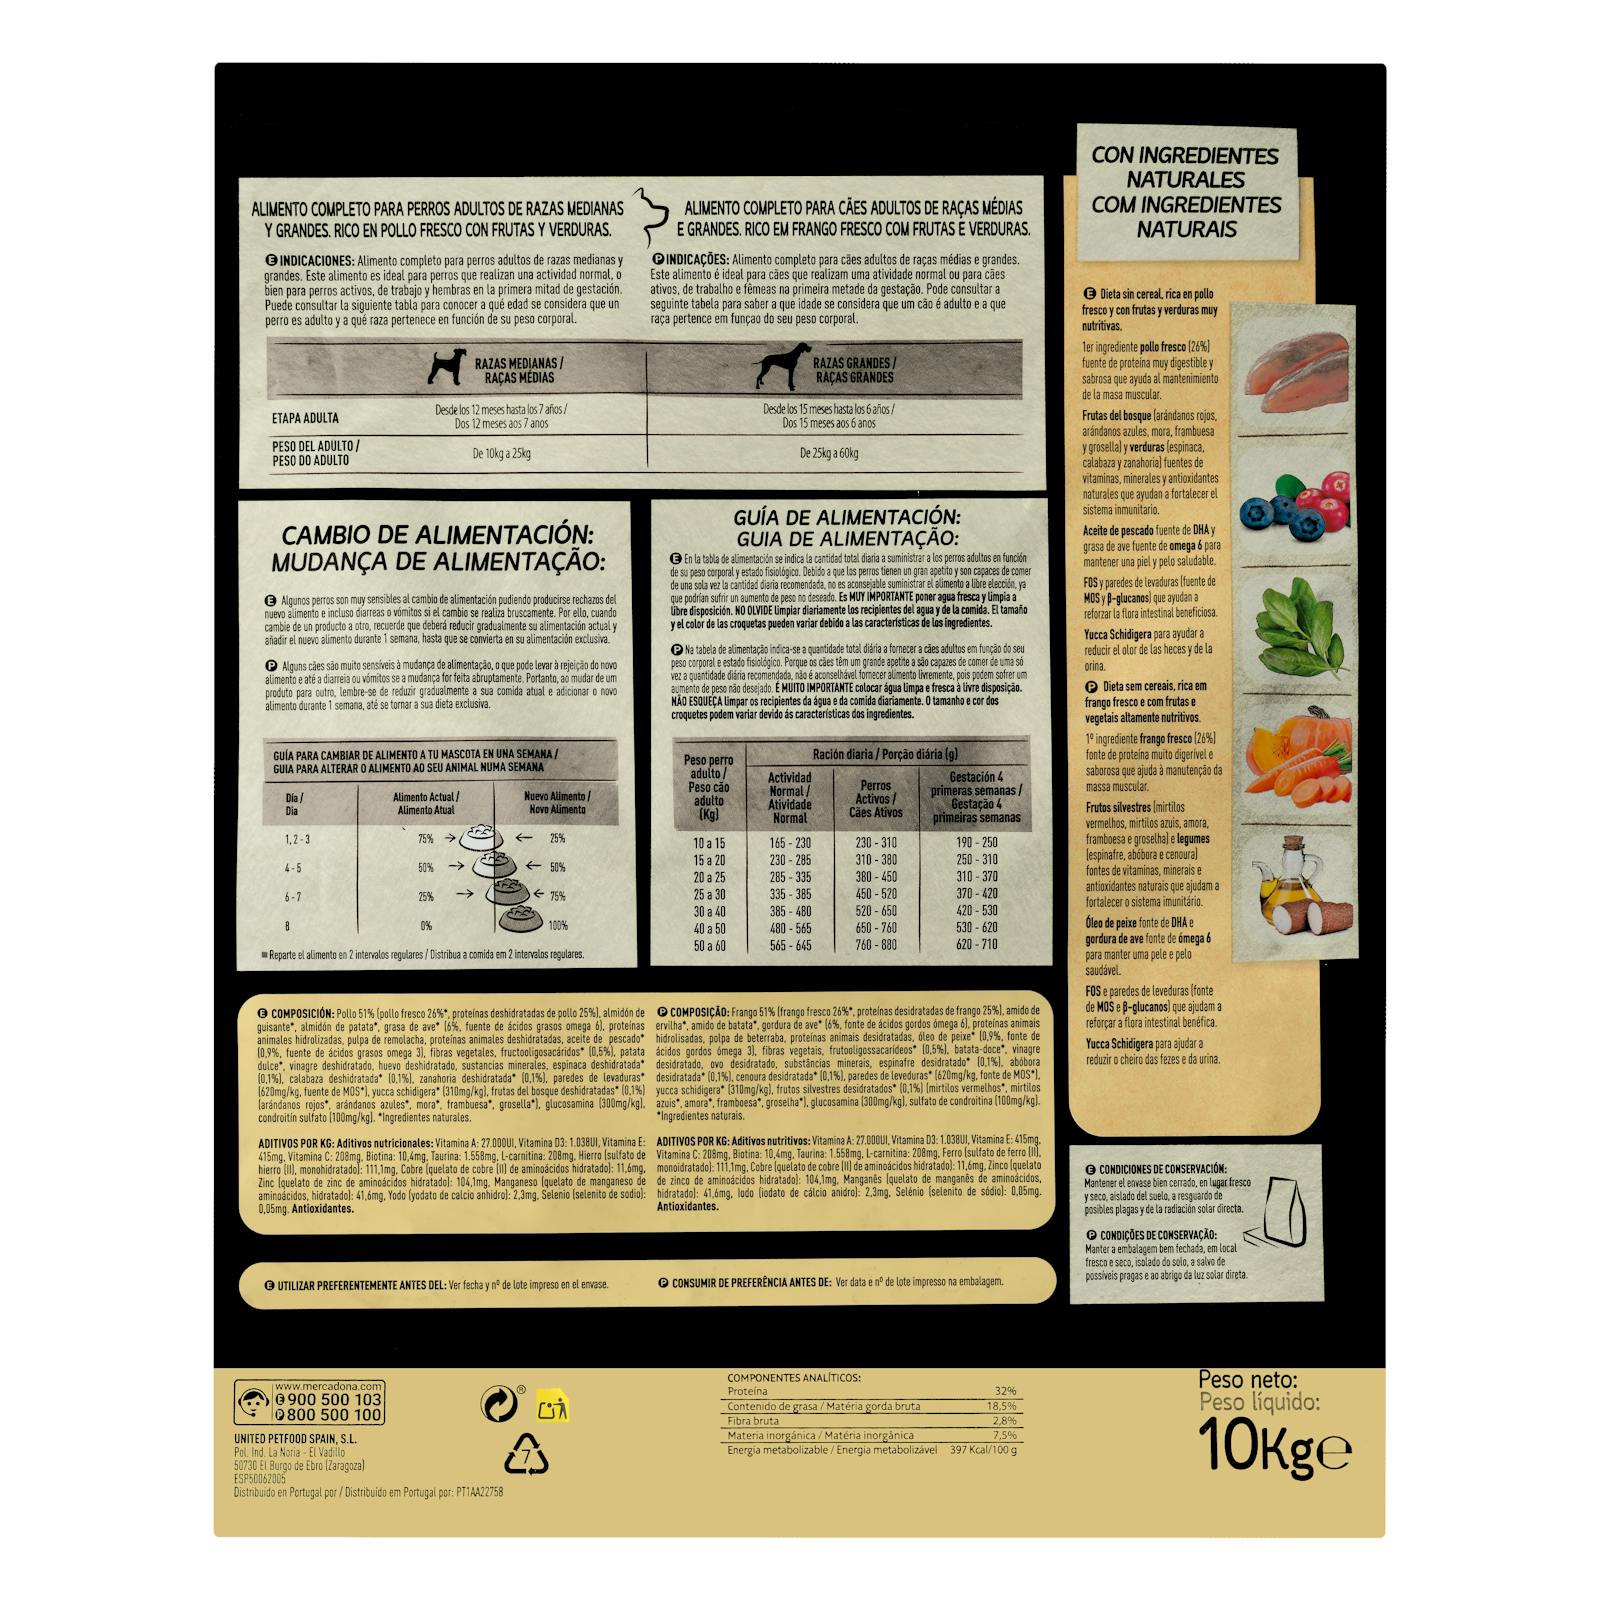 ALIMENTO COMPLETO PARA PERROS ADULTOS DE RAZAS MEDIANAS
Y GRANDES. RICO EN POLLO FRESCO CON FRUTAS Y VERDURAS.
E INDICACIONES: Alimento completo para perros adultos de razas medianas y
grandes. Este alimento es ideal para perros que realizan una actividad normal, o
bien para perros activos, de trabajo y hembras en la primera mitad de gestación.
Puede consultar la siguiente tabla para conocer a qué edad se considera que un
perro es adulto y a qué raza pertenece en función de su peso corporal.
ALIMENTO COMPLETO PARA CÃES ADULTOS DE RAÇAS MÉDIAS
E GRANDES. RICO EM FRANGO FRESCO COM FRUTAS E VERDURAS.
P INDICAÇÕES: Alimento completo para cães adultos de raças médias e grandes.
Este alimento é ideal para cães que realizam uma atividade normal ou para cães
ativos, de trabalho e fêmeas na primeira metade da gestação. Pode consultar a
seguinte tabela para saber a que idade se considera que um cão é adulto e a que
raça pertence em funçao do seu peso corporal.
RAZAS MEDIANAS /
RAÇAS MÉDIAS
RAZAS GRANDES /
RAÇAS GRANDES
ETAPA ADULTA
Desde los 12 meses hasta los 7 años /
Dos 12 meses aos 7 anos
Desde los 15 meses hasta los 6 años /
Dos 15 meses aos 6 anos
PESO DEL ADULTO /
PESO DO ADULTO
De 10kg a 25kg
De 25kg a 60kg
CAMBIO DE ALIMENTACIÓN:
MUDANÇA DE ALIMENTAÇÃO:
E Algunos perros son muy sensibles al cambio de alimentación pudiendo producirse rechazos del
nuevo alimento e incluso diarreas o vómitos si el cambio se realiza bruscamente. Por ello, cuando
cambie de un producto a otro, recuerde que deberá reducir gradualmente su alimentación actual y
añadir el nuevo alimento durante 1 semana, hasta que se convierta en su alimentación exclusiva.
P Alguns cães são muito sensíveis à mudança de alimentação, o que pode levar à rejeição do novo
alimento e até a diarreia ou vómitos se a mudança for feita abruptamente. Portanto, ao mudar de um
produto para outro, lembre-se de reduzir gradualmente a sua comida atual e adicionar o novo
alimento durante 1 semana, até se tornar a sua dieta exclusiva.
GUÍA PARA CAMBIAR DE ALIMENTO A TU MASCOTA EN UNA SEMANA /
GUIA PARA ALTERAR O ALIMENTO AO SEU ANIMAL NUMA SEMANA
Día / Alimento Actual / Nuevo Alimento /
Dia Alimento Atual Novo Alimento
1, 2 - 3 75% 25%
4 - 5 50% 50%
6 - 7 25% 75%
8 0% 100%
Reparte el alimento en 2 intervalos regulares / Distribua a comida em 2 intervalos regulares.
GUÍA DE ALIMENTACIÓN:
GUIA DE ALIMENTAÇÃO:
E En la tabla de alimentación se indica la cantidad total diaria a suministrar a los perros adultos en función
de su peso corporal y estado fisiológico. Debido a que los perros tienen un gran apetito y son capaces de comer
de una sola vez la cantidad diaria recomendada, no es aconsejable suministrar el alimento a libre elección, ya
que podrían sufrir un aumento de peso no deseado. Es MUY IMPORTANTE poner agua fresca y limpia a
libre disposición. NO OLVIDE limpiar diariamente los recipientes del agua y de la comida. El tamaño
y el color de las croquetas pueden variar debido a las características de los ingredientes.
P Na tabela de alimentação indica-se a quantidade total diária a fornecer a cães adultos em função do seu
peso corporal e estado fisiológico. Porque os cães têm um grande apetite a são capazes de comer de uma só
vez a quantidade diária recomendada, não é aconselhável fornecer alimento livremente, pois podem sofrer um
aumento de peso não desejado. É MUITO IMPORTANTE colocar água limpa e fresca à livre disposição.
NÃO ESQUEÇA limpar os recipientes da água e da comida diariamente. O tamanho e cor dos
croquetes podem variar devido ás características dos ingredientes.
Peso perro
adulto /
Peso cão
adulto
(Kg)
Ración diaria / Porção diária (g)
Actividad
Normal /
Atividade
Normal
Perros
Activos /
Cães Ativos
Gestación 4
primeras semanas /
Gestação 4
primeiras semanas
10 a 15 165 - 230 230 - 310 190 - 250
15 a 20 230 - 285 310 - 380 250 - 310
20 a 25 285 - 335 380 - 450 310 - 370
25 a 30 335 - 385 450 - 520 370 - 420
30 a 40 385 - 480 520 - 650 420 - 530
40 a 50 480 - 565 650 - 760 530 - 620
50 a 60 565 - 645 760 - 880 620 - 710
E COMPOSICIÓN: Pollo 51% (pollo fresco 26%*, proteínas deshidratadas de pollo 25%), almidón de
guisante*, almidón de patata*, grasa de ave* (6%, fuente de ácidos grasos omega 6), proteínas
animales hidrolizadas, pulpa de remolacha, proteínas animales deshidratadas, aceite de pescado*
(0,9%, fuente de ácidos grasos omega 3), fibras vegetales, fructooligosacáridos* (0,5%), patata
dulce*, vinagre deshidratado, huevo deshidratado, sustancias minerales, espinaca deshidratada*
(0,1%), calabaza deshidratada* (0,1%), zanahoria deshidratada* (0,1%), paredes de levaduras*
(620mg/kg, fuente de MOS*), yucca schidigera* (310mg/kg), frutas del bosque deshidratadas* (0,1%)
(arándanos rojos*, arándanos azules*, mora*, frambuesa*, grosella*), glucosamina (300mg/kg),
condroitín sulfato (100mg/kg). *Ingredientes naturales.
ADITIVOS POR KG: Aditivos nutricionales: Vitamina A: 27.000UI, Vitamina D3: 1.038UI, Vitamina E:
415mg, Vitamina C: 208mg, Biotina: 10,4mg, Taurina: 1.558mg, L-carnitina: 208mg, Hierro (sulfato de
hierro (II), monohidratado): 111,1mg, Cobre (quelato de cobre (II) de aminoácidos hidratado): 11,6mg,
Zinc (quelato de zinc de aminoácidos hidratado): 104,1mg, Manganeso (quelato de manganeso de
aminoácidos, hidratado): 41,6mg, Yodo (yodato de calcio anhidro): 2,3mg, Selenio (selenito de sodio):
0,05mg. Antioxidantes.
P COMPOSIÇÃO: Frango 51% (frango fresco 26%*, proteínas desidratadas de frango 25%), amido de
ervilha*, amido de batata*, gordura de ave* (6%, fonte de ácidos gordos ómega 6), proteínas animais
hidrolisadas, polpa de beterraba, proteínas animais desidratadas, óleo de peixe* (0,9%, fonte de
ácidos gordos ómega 3), fibras vegetais, frutooligossacarídeos* (0,5%), batata-doce*, vinagre
desidratado, ovo desidratado, substâncias minerais, espinafre desidratado* (0,1%), abóbora
desidratada* (0,1%), cenoura desidratada* (0,1%), paredes de leveduras* (620mg/kg, fonte de MOS*),
yucca schidigera* (310mg/kg), frutos silvestres desidratados* (0,1%) (mirtilos vermelhos*, mirtilos
azuis*, amora*, framboesa*, groselha*), glucosamina (300mg/kg), sulfato de condroitina (100mg/kg).
*Ingredientes naturais.
ADITIVOS POR KG: Aditivos nutritivos: Vitamina A: 27.000UI, Vitamina D3: 1.038UI, Vitamina E: 415mg,
Vitamina C: 208mg, Biotina: 10,4mg, Taurina: 1.558mg, L-carnitina: 208mg, Ferro (sulfato de ferro (II),
monoidratado): 111,1mg, Cobre (quelato de cobre (II) de aminoácidos hidratado): 11,6mg, Zinco (quelato
de zinco de aminoácidos hidratado): 104,1mg, Manganês (quelato de manganês de aminoácidos,
hidratado): 41,6mg, Iodo (iodato de cálcio anidro): 2,3mg, Selénio (selenito de sódio): 0,05mg.
Antioxidantes.
E UTILIZAR PREFERENTEMENTE ANTES DEL: Ver fecha y nº de lote impreso en el envase.
P CONSUMIR DE PREFERÊNCIA ANTES DE: Ver data e nº de lote impresso na embalagem.
CON INGREDIENTES
NATURALES
COM INGREDIENTES
NATURAIS
E Dieta sin cereal, rica en pollo
fresco y con frutas y verduras muy
nutritivas.
1er ingrediente pollo fresco (26%)
fuente de proteína muy digestible y
sabrosa que ayuda al mantenimiento
de la masa muscular.
Frutas del bosque (arándanos rojos,
arándanos azules, mora, frambuesa
y grosella) y verduras (espinaca,
calabaza y zanahoria) fuentes de
vitaminas, minerales y antioxidantes
naturales que ayudan a fortalecer el
sistema inmunitario.
Aceite de pescado fuente de DHA y
grasa de ave fuente de omega 6 para
mantener una piel y pelo saludable.
FOS y paredes de levaduras (fuente de
MOS y β-glucanos) que ayudan a
reforzar la flora intestinal beneficiosa.
Yucca Schidigera para ayudar a
reducir el olor de las heces y de la
orina.
P Dieta sem cereais, rica em
frango fresco e com frutas e
vegetais altamente nutritivos.
1º ingrediente frango fresco (26%)
fonte de proteína muito digerível e
saborosa que ajuda à manutenção da
massa muscular.
Frutos silvestres (mirtilos
vermelhos, mirtilos azuis, amora,
framboesa e groselha) e legumes
(espinafre, abóbora e cenoura)
fontes de vitaminas, minerais e
antioxidantes naturais que ajudam a
fortalecer o sistema imunitário.
Óleo de peixe fonte de DHA e
gordura de ave fonte de ómega 6
para manter uma pele e pelo
saudável.
FOS e paredes de leveduras (fonte
de MOS e β-glucanos) que ajudam a
reforçar a flora intestinal benéfica.
Yucca Schidigera para ajudar a
reduzir o cheiro das fezes e da urina.
E CONDICIONES DE CONSERVACIÓN:
Mantener el envase bien cerrado, en lugar fresco
y seco, aislado del suelo, a resguardo de
posibles plagas y de la radiación solar directa.
P CONDIÇÕES DE CONSERVAÇÃO:
Manter a embalagem bem fechada, em local
fresco e seco, isolado do solo, a salvo de
possíveis pragas e ao abrigo da luz solar direta.
www.mercadona.com
E 900 500 103
P 800 500 100
UNITED PETFOOD SPAIN, S.L.
Pol. Ind. La Noria - El Vadillo
50730 El Burgo de Ebro (Zaragoza)
ESP50062005
Distribuido en Portugal por / Distribuído em Portugal por: PT1AA22758
®
7
COMPONENTES ANALÍTICOS:
Proteína 32%
Contenido de grasa / Matéria gorda bruta 18,5%
Fibra bruta 2,8%
Materia inorgánica / Matéria inorgânica 7,5%
Energía metabolizable / Energia metabolizável 397 Kcal/100 g
Peso neto:
Peso líquido:
10Kg ℮